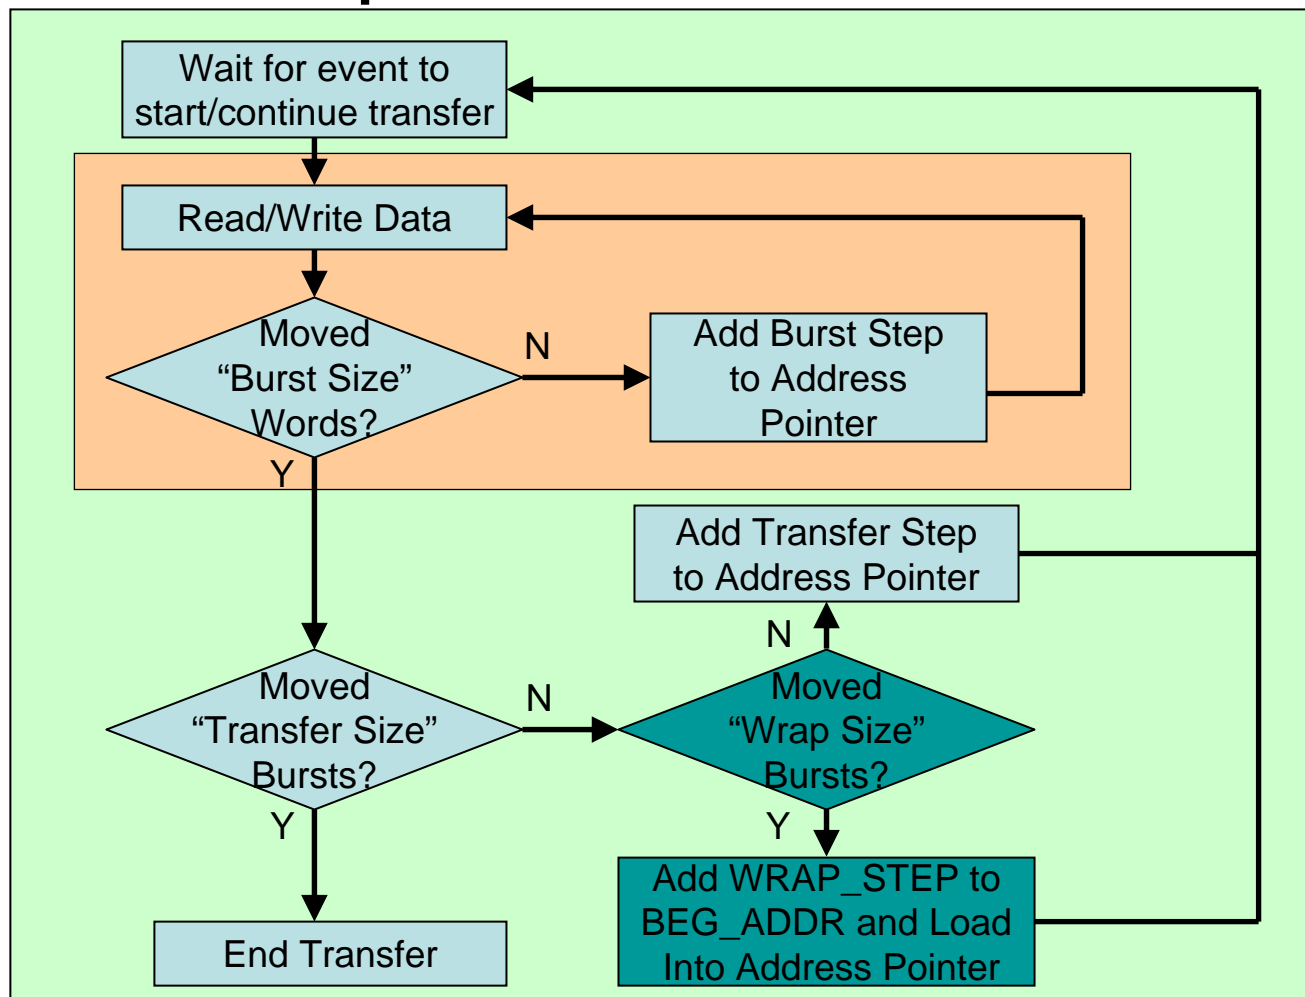 Wait for event to
start/continue transfer
Read/Write Data
Moved
“Burst Size”
Words?
N
Add Burst Step
to Address
Pointer
Y
Add Transfer Step
to Address Pointer
N
Moved
“Transfer Size”
Bursts?
N
Moved
“Wrap Size”
Bursts?
Y
Y
Add WRAP_STEP to
BEG_ADDR and Load
Into Address Pointer
End Transfer